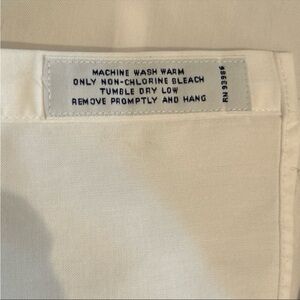 MACHINE WASH WARM
ONLY NON-CHLORINE BLEACH
TUMBLE DRY LOW
REMOVE PROMPTLY AND HANG
RN 93986